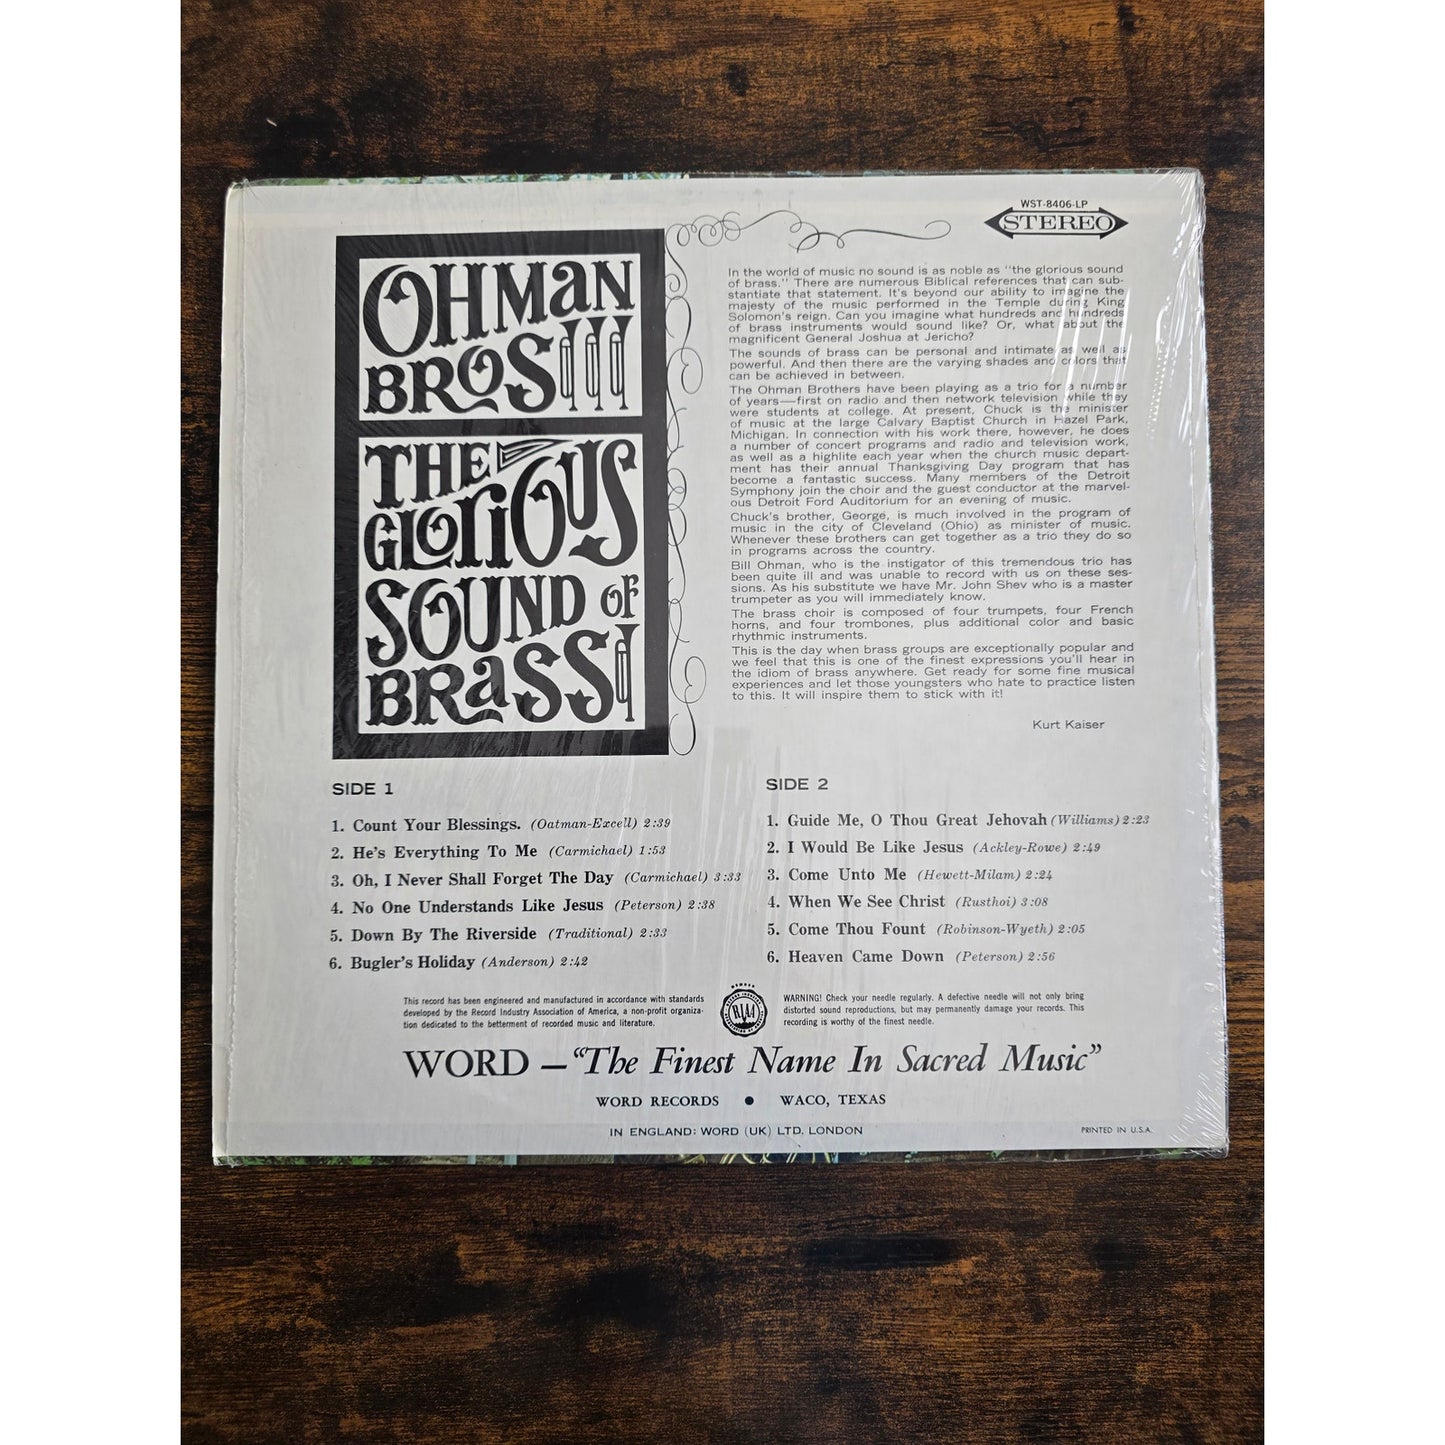 WST-8406-LP
STEREO
OHMAN
BROS
THE
GLORIOUS
SOUND OF
BRASS
In the world of music no sound is as noble as "the glorious sound
of brass." There are numerous Biblical references that can sub-
stantiate that statement. It's beyond our ability to imagine the
majesty of the music performed in the Temple during King
Solomon's reign. Can you imagine what hundreds and hundreds
of brass instruments would sound like? Or, what about the
magnificent General Joshua at Jericho?
The sounds of brass can be personal and intimate as well as
powerful. And then there are the varying shades and colors that
can be achieved in between.
The Ohman Brothers have been playing as a trio for a number
of years—first on radio and then network television while they
were students at college. At present, Chuck is the minister
of music at the large Calvary Baptist Church in Hazel Park,
Michigan. In connection with his work there, however, he does
a number of concert programs and radio and television work,
as well as a highlite each year when the church music depart-
ment has their annual Thanksgiving Day program that has
become a fantastic success. Many members of the Detroit
Symphony join the choir and the guest conductor at the marvel-
ous Detroit Ford Auditorium for an evening of music.
Chuck's brother, George, is much involved in the program of
music in the city of Cleveland (Ohio) as minister of music.
Whenever these brothers can get together as a trio they do so
in programs across the country.
Bill Ohman, who is the instigator of this tremendous trio has
been quite ill and was unable to record with us on these ses-
sions. As his substitute we have Mr. John Shev who is a master
trumpeter as you will immediately know.
The brass choir is composed of four trumpets, four French
horns, and four trombones, plus additional color and basic
rhythmic instruments.
This is the day when brass groups are exceptionally popular and
we feel that this is one of the finest expressions you'll hear in
the idiom of brass anywhere. Get ready for some fine musical
experiences and let those youngsters who hate to practice listen
to this. It will inspire them to stick with it!
Kurt Kaiser
SIDE 1
1. Count Your Blessings. (Oatman-Excell) 2:39
2. He's Everything To Me (Carmichael) 1:53
3. Oh, I Never Shall Forget The Day (Carmichael) 3:33
4. No One Understands Like Jesus (Peterson) 2:38
5. Down By The Riverside (Traditional) 2:33
6. Bugler's Holiday (Anderson) 2:42
SIDE 2
1. Guide Me, O Thou Great Jehovah (Williams) 2:23
2. I Would Be Like Jesus (Ackley-Rowe) 2:49
3. Come Unto Me (Hewett-Milam) 2:24
4. When We See Christ (Rusthoi) 3:08
5. Come Thou Fount (Robinson-Wyeth) 2:05
6. Heaven Came Down (Peterson) 2:56
This record has been engineered and manufactured in accordance with standards
developed by the Record Industry Association of America, a non-profit organiza-
tion dedicated to the betterment of recorded music and literature.
MEMBER
RIAA
WARNING! Check your needle regularly. A defective needle will not only bring
distorted sound reproductions, but may permanently damage your records. This
recording is worthy of the finest needle.
WORD — "The Finest Name In Sacred Music"
WORD RECORDS ● WACO, TEXAS
IN ENGLAND: WORD (UK) LTD. LONDON
PRINTED IN U.S.A.